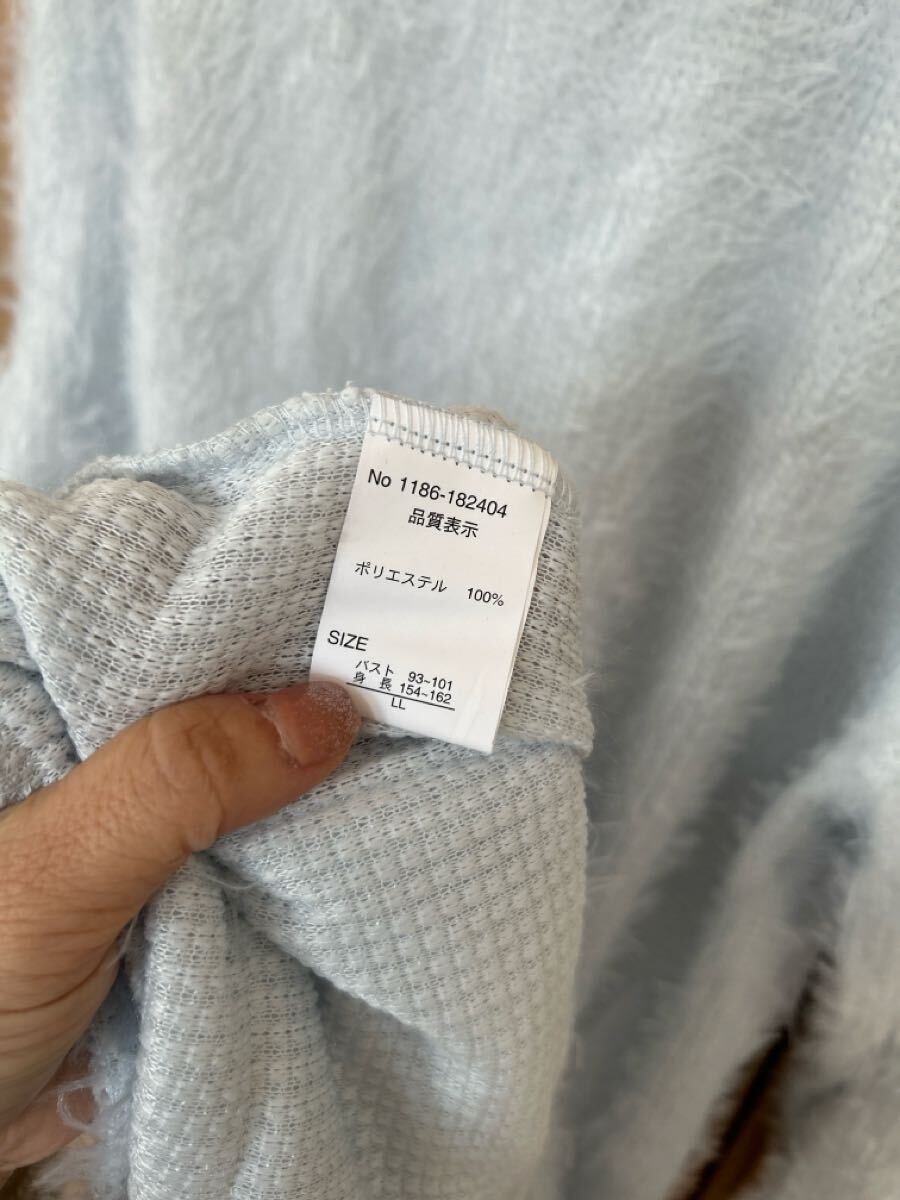 No 1186-182404
品質表示
ポリエステル 100%
SIZE
バスト 93~101
身長 154~162
LL